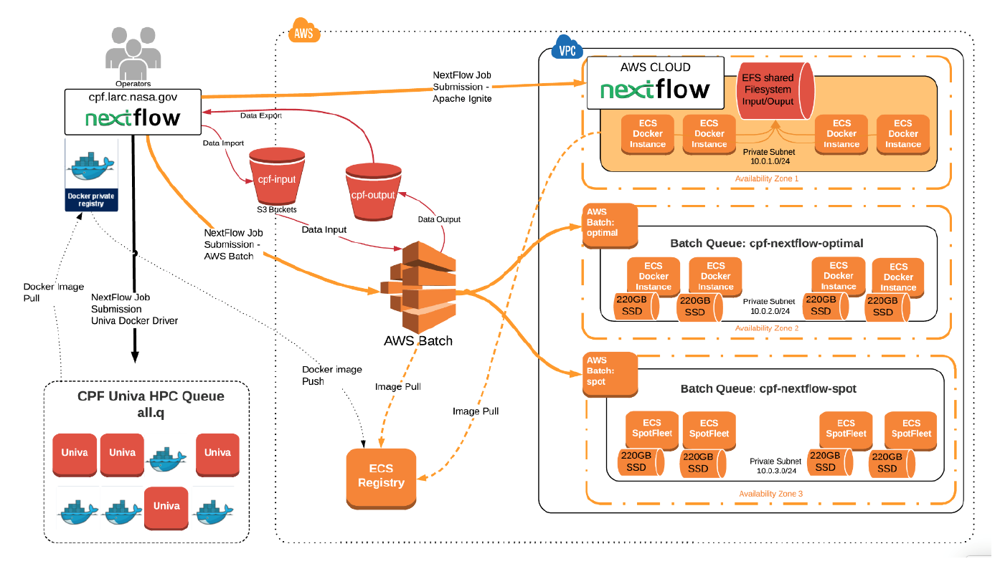 AWS
VPC
Operators
cpf.larc.nasa.gov
nextflow
NextFlow Job
Submission -
Apache Ignite
AWS CLOUD
nextflow
EFS shared
Filesystem
Input/Ouput
ECS
Docker
Instance
ECS
Docker
Instance
ECS
Docker
Instance
ECS
Docker
Instance
Private Subnet
10.0.1.0/24
Availability Zone 1
Data Export
Data Import
cpf-input
S3 Buckets
cpf-output
Data Input
Data Output
Docker private
registry
NextFlow Job
Submission -
AWS Batch
AWS Batch
Docker Image
Pull
NextFlow Job
Submission
Univa Docker Driver
Docker image
Push
Image Pull
Image Pull
ECS
Registry
AWS
Batch:
optimal
Batch Queue: cpf-nextflow-optimal
ECS
Docker
Instance
ECS
Docker
Instance
ECS
Docker
Instance
ECS
Docker
Instance
220GB
SSD
220GB
SSD
220GB
SSD
220GB
SSD
Private Subnet
10.0.2.0/24
Availability Zone 2
AWS
Batch:
spot
Batch Queue: cpf-nextflow-spot
ECS
SpotFleet
ECS
SpotFleet
ECS
SpotFleet
ECS
SpotFleet
220GB
SSD
220GB
SSD
220GB
SSD
220GB
SSD
Private Subnet
10.0.3.0/24
Availability Zone 3
CPF Univa HPC Queue
all.q
Univa
Univa
Univa
Univa